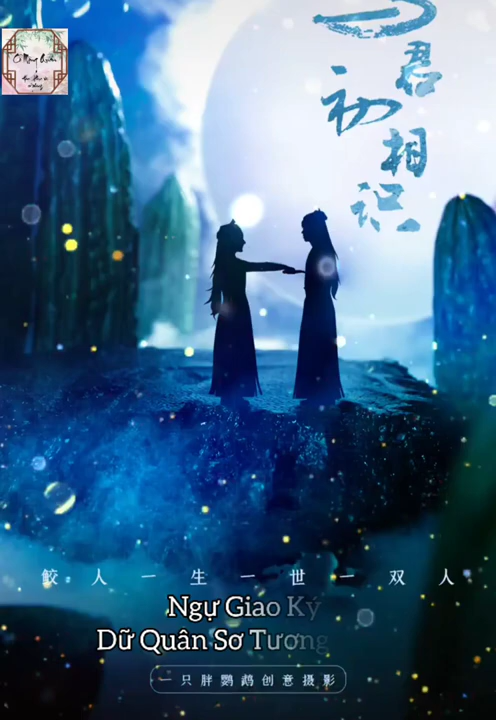 与君
初相识
鲛人一生一世一双人
Ngự Giao Ký
Dữ Quân Sơ Tương
一只胖鹦鹉创意摄影